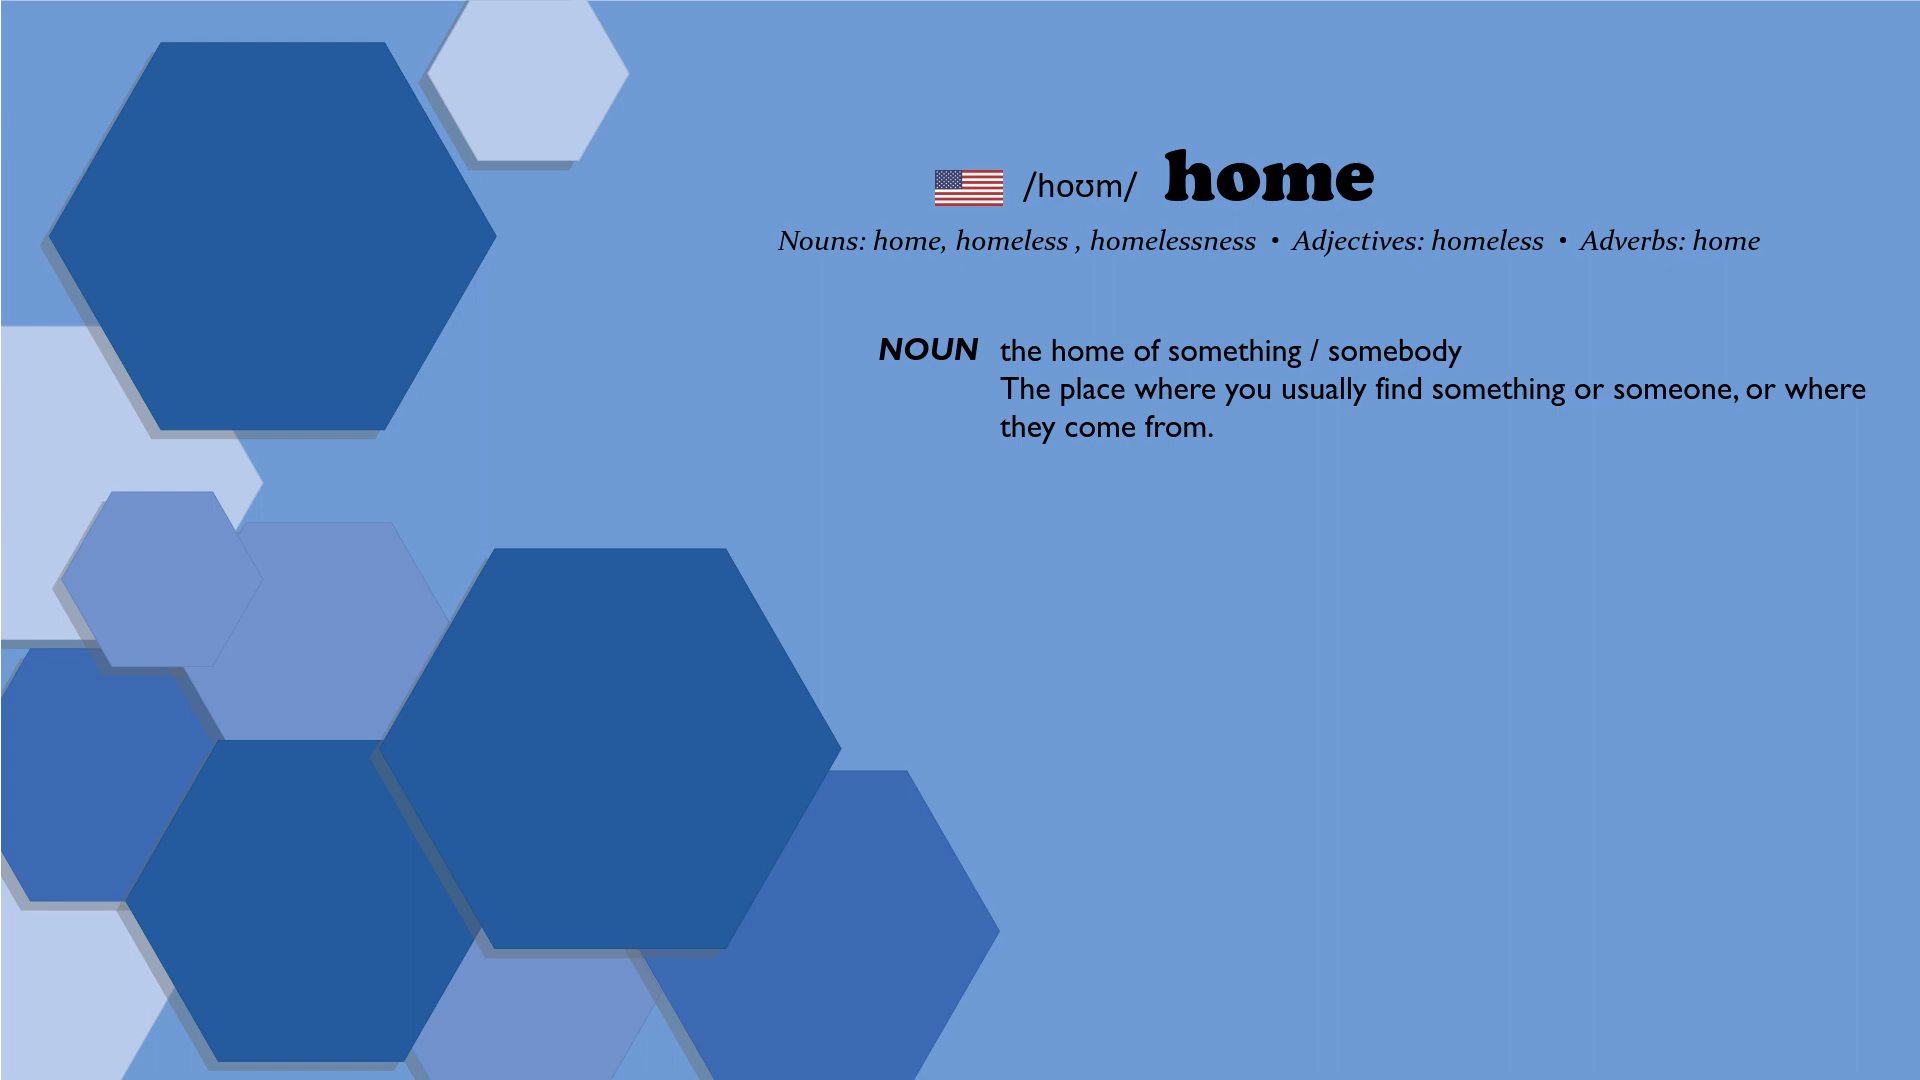 /hoʊm/ home
Nouns: home, homeless , homelessness • Adjectives: homeless • Adverbs: home
NOUN the home of something / somebody
The place where you usually find something or someone, or where
they come from.